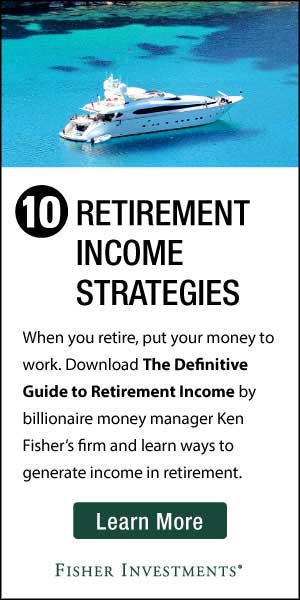 10 RETIREMENT
INCOME
STRATEGIES
When you retire, put your money to
work. Download The Definitive
Guide to Retirement Income by
billionaire money manager Ken
Fisher’s firm and learn ways to
generate income in retirement.
Learn More
FISHER INVESTMENTS®